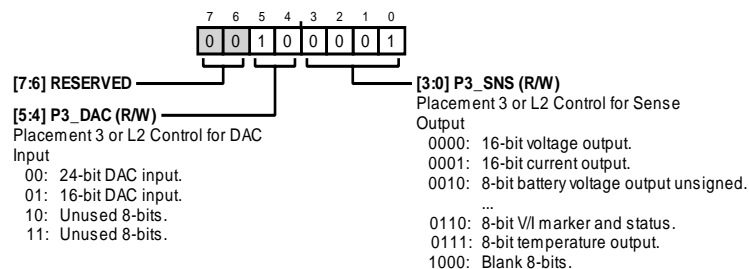 7 6 5 4 3 2 1 0
0 0 1 0 0 0 0 1
[7:6] RESERVED
[5:4] P3_DAC (R/W)
Placement 3 or L2 Control for DAC
Input
00: 24-bit DAC input.
01: 16-bit DAC input.
10: Unused 8-bits.
11: Unused 8-bits.
[3:0] P3_SNS (R/W)
Placement 3 or L2 Control for Sense
Output
0000: 16-bit voltage output.
0001: 16-bit current output.
0010: 8-bit battery voltage output unsigned.
...
0110: 8-bit V/I marker and status.
0111: 8-bit temperature output.
1000: Blank 8-bits.